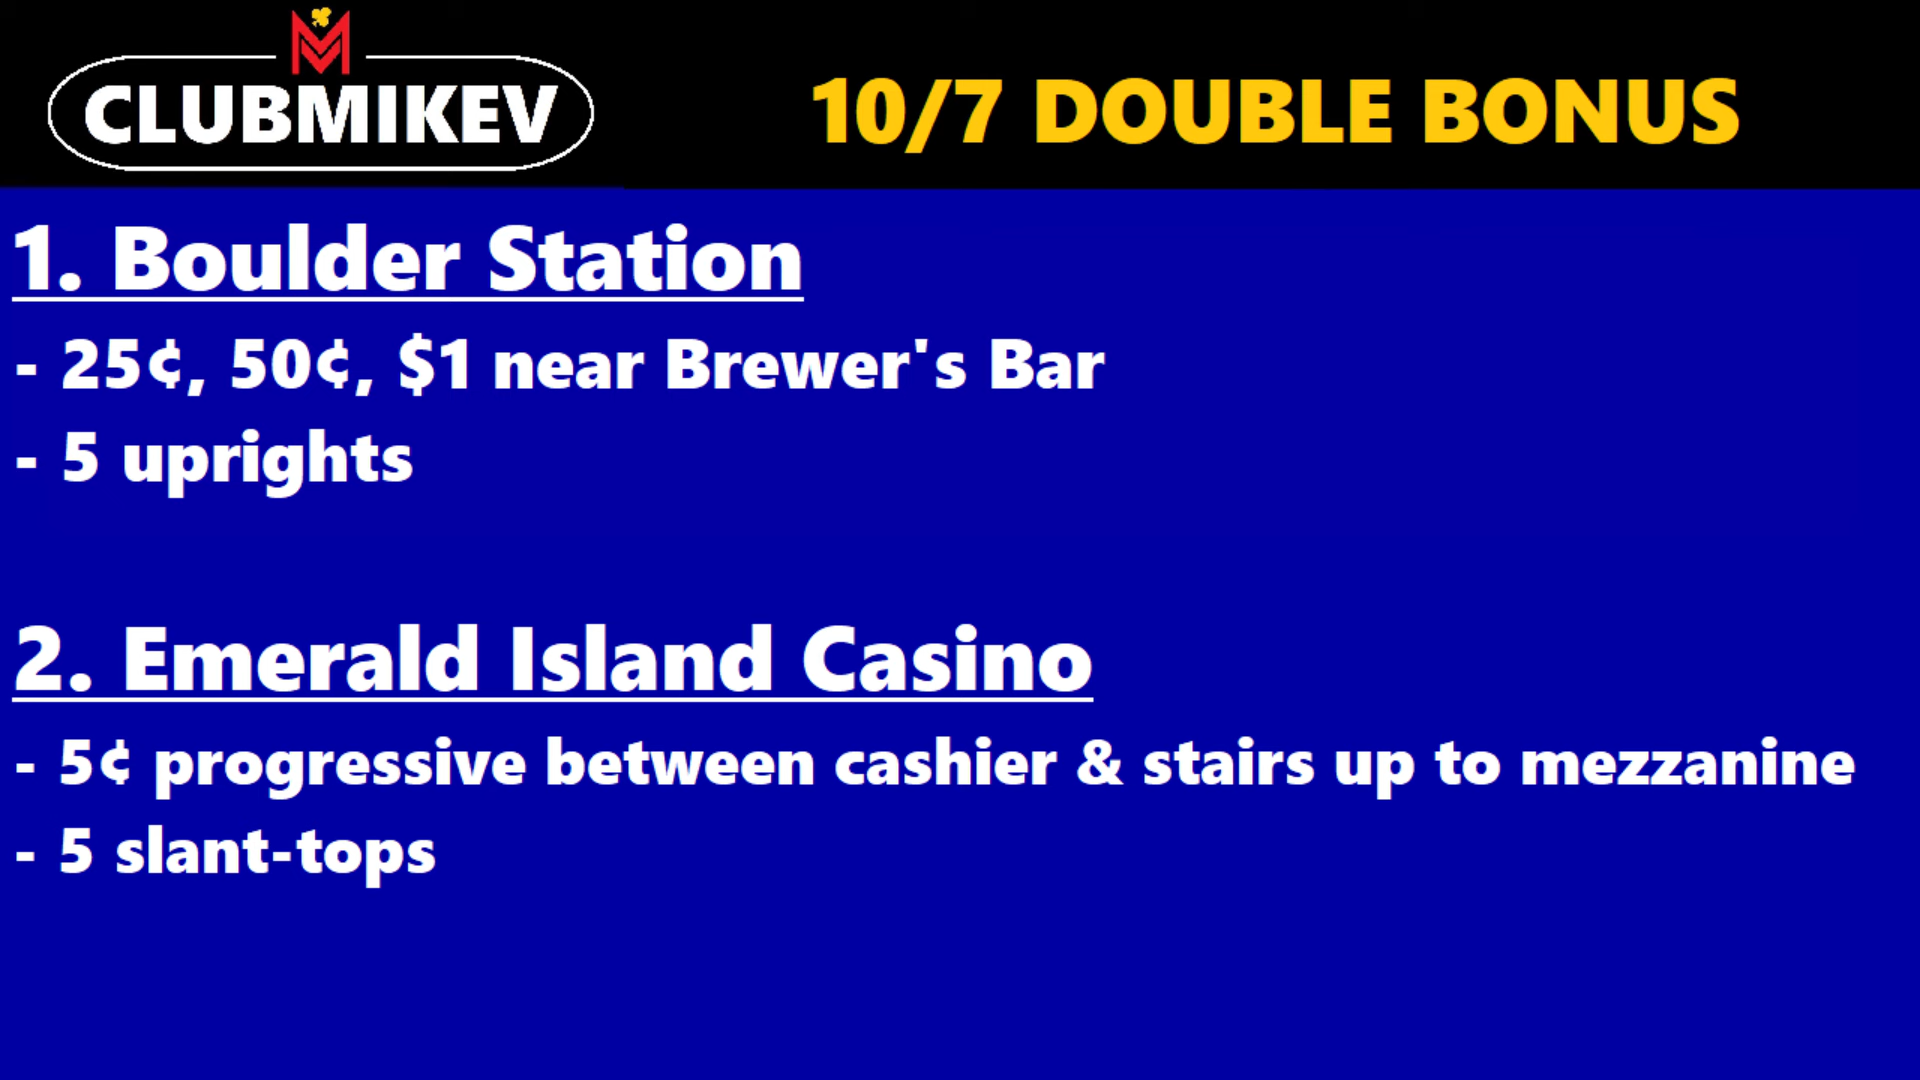 CLUBMIKEV
10/7 DOUBLE BONUS
1. Boulder Station
- 25¢, 50¢, $1 near Brewer's Bar
- 5 uprights
2. Emerald Island Casino
- 5¢ progressive between cashier & stairs up to mezzanine
- 5 slant-tops